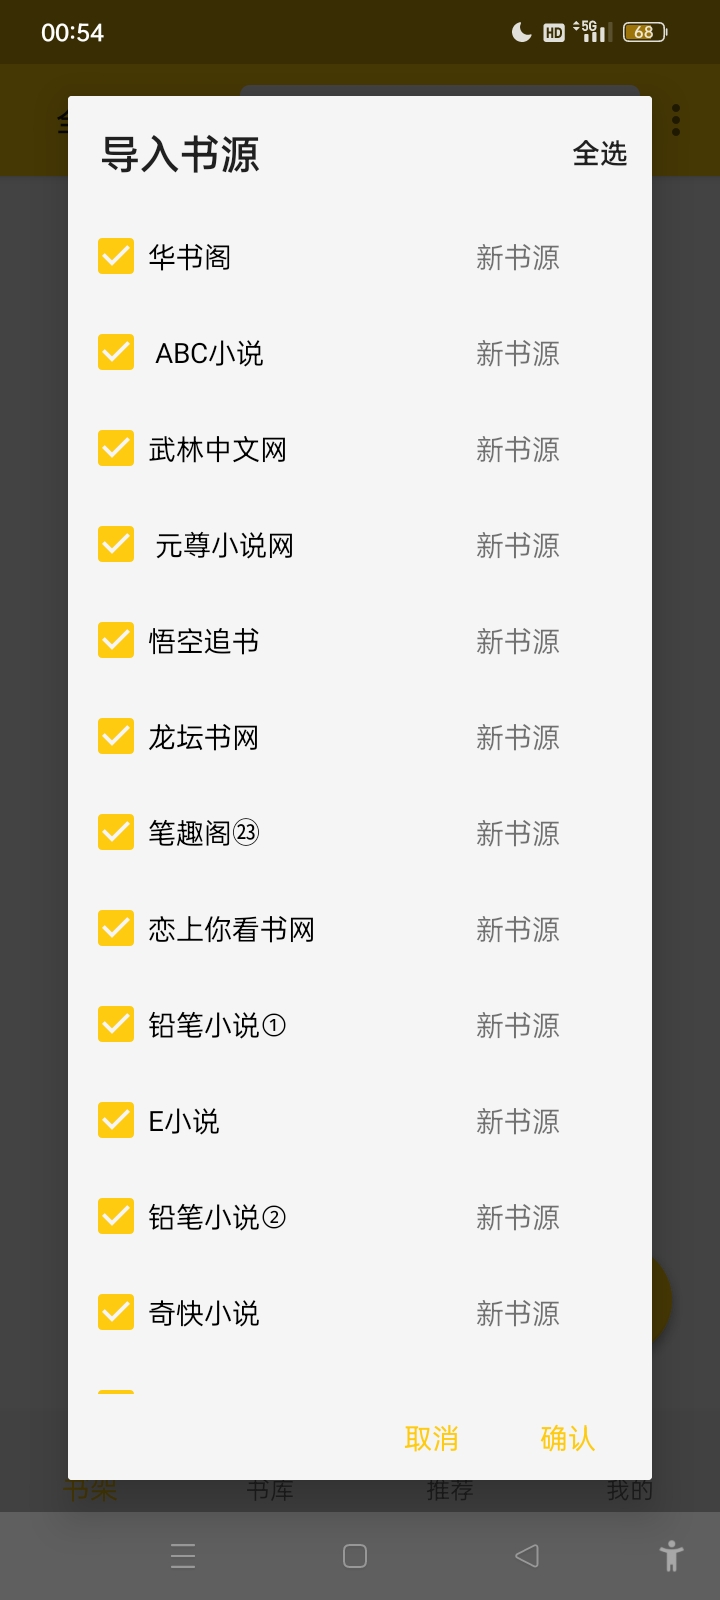 00:54
HD
5G
68
导入书源
全选
华书阁 新书源
ABC小说 新书源
武林中文网 新书源
元尊小说网 新书源
悟空追书 新书源
龙坛书网 新书源
笔趣阁㉓ 新书源
恋上你看书网 新书源
铅笔小说① 新书源
E小说 新书源
铅笔小说② 新书源
奇快小说 新书源
取消 确认
书架 书库 推荐 我的